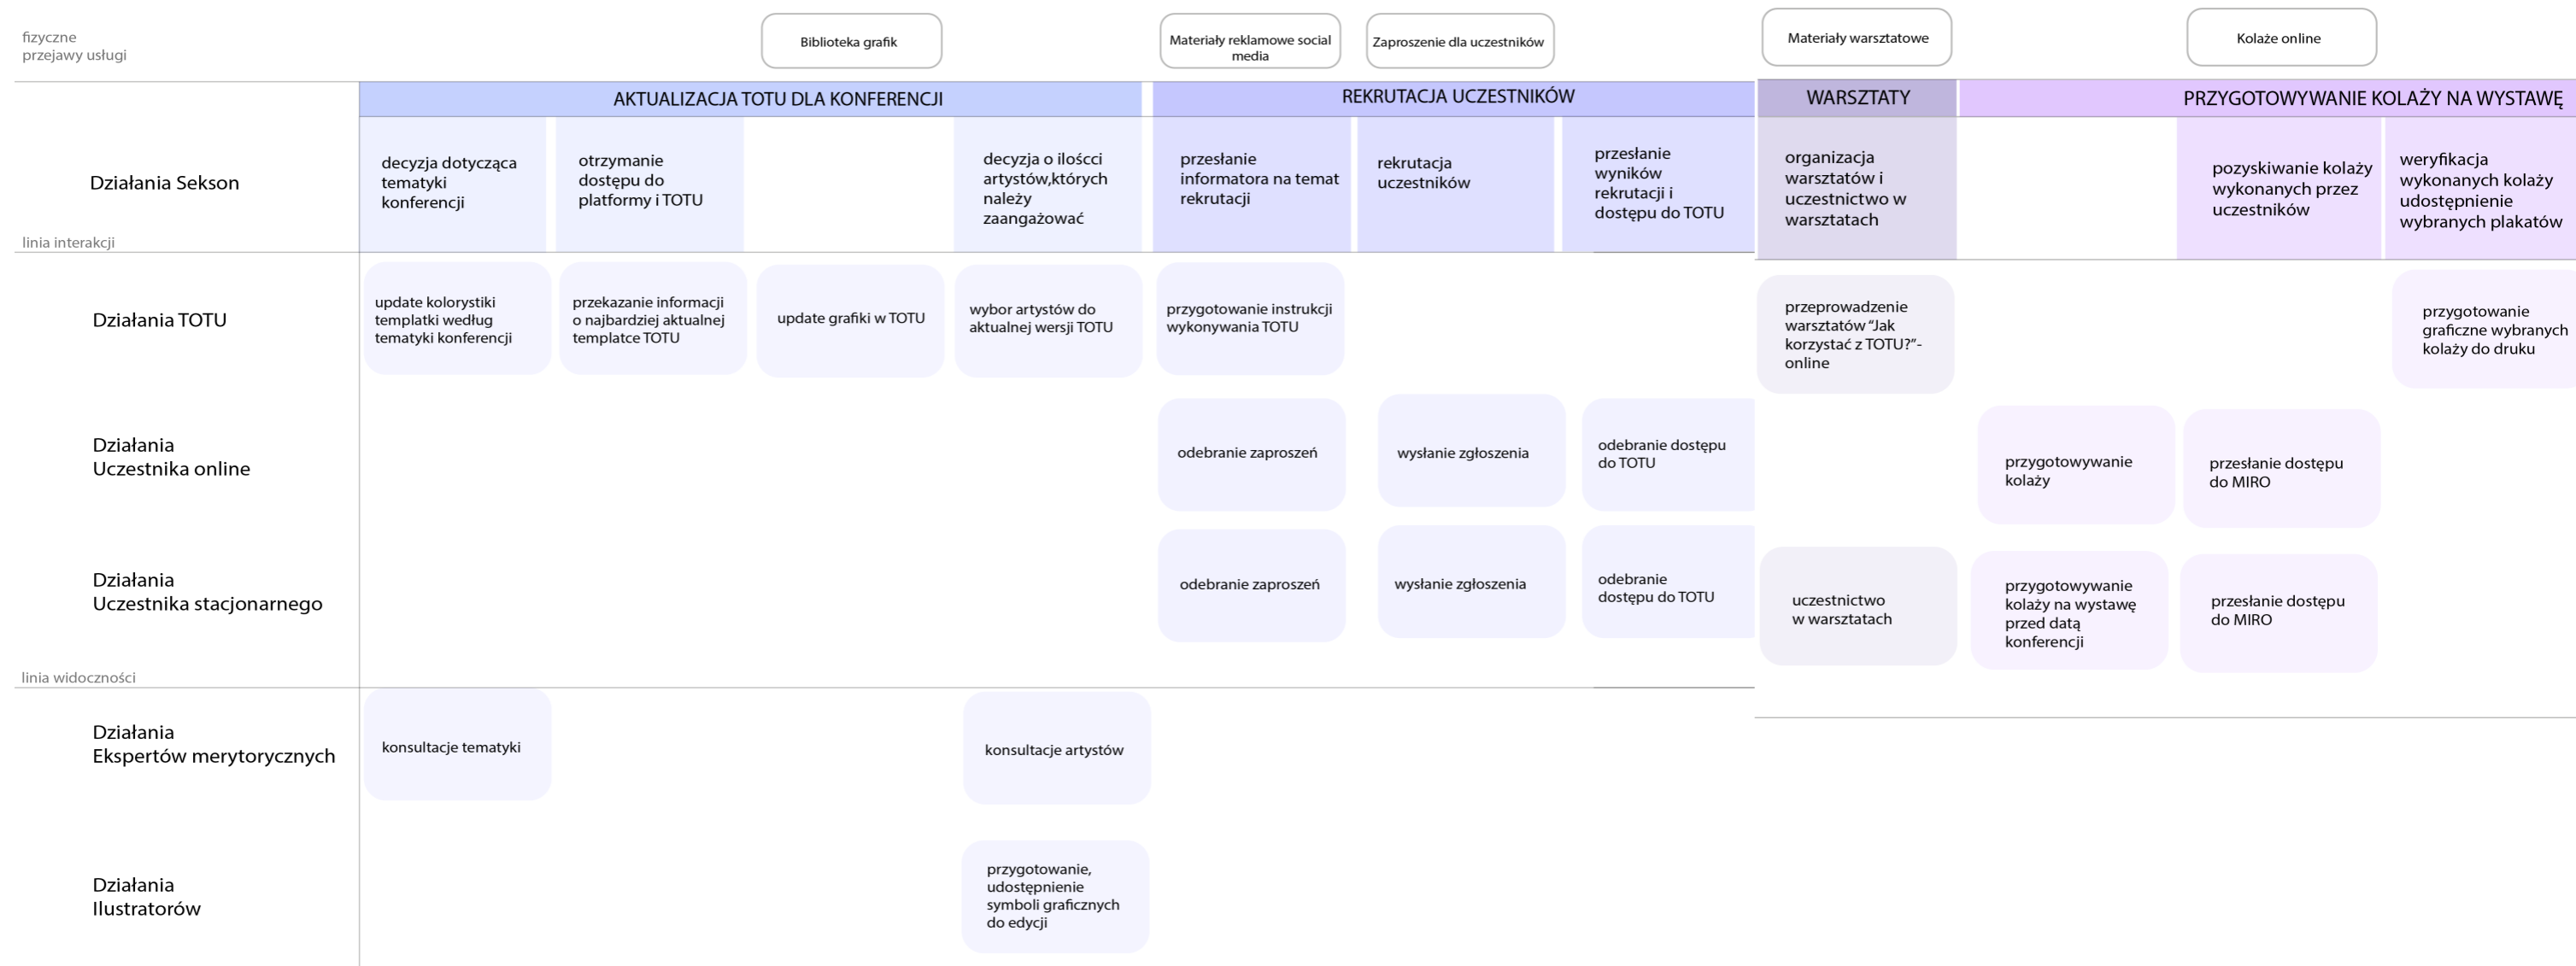 fizyczne
przejawy usługi
Biblioteka grafik
Materiały reklamowe social
media
Zaproszenie dla uczestników
Materiały warsztatowe
Kolaże online
AKTUALIZACJA TOTU DLA KONFERENCJI
REKRUTACJA UCZESTNIKÓW
WARSZTATY
PRZYGOTOWYWANIE KOLAŻY NA WYSTAWĘ
Działania Sekson
decyzja dotycząca
tematyki
konferencji
otrzymanie
dostępu do
platformy i TOTU
decyzja o ilości
artystów,których
należy
zaangażować
przesłanie
informatora na temat
rekrutacji
rekrutacja
uczestników
przesłanie
wyników
rekrutacji i
dostępu do TOTU
organizacja
warsztatów i
uczestnictwo w
warsztatach
pozyskiwanie kolaży
wykonanych przez
uczestników
weryfikacja
wykonanych kolaży
udostępnienie
wybranych plakatów
linia interakcji
Działania TOTU
update kolorystiki
templatki według
tematyki konferencji
przekazanie informacji
o najbardziej aktualnej
templatce TOTU
update grafiki w TOTU
wybor artystów do
aktualnej wersji TOTU
przygotowanie instrukcji
wykonywania TOTU
przeprowadzenie
warsztatów “Jak
korzystać z TOTU?”-
online
przygotowanie
graficzne wybranych
kolaży do druku
Działania
Uczestnika online
odebranie zaproszeń
wysłanie zgłoszenia
odebranie dostępu
do TOTU
przygotowywanie
kolaży
przesłanie dostępu
do MIRO
Działania
Uczestnika stacjonarnego
odebranie zaproszeń
wysłanie zgłoszenia
odebranie
dostępu do TOTU
uczestnictwo
w warsztatach
przygotowywanie
kolaży na wystawę
przed datą
konferencji
przesłanie dostępu
do MIRO
linia widoczności
Działania
Ekspertów merytorycznych
konsultacje tematyki
konsultacje artystów
Działania
Ilustratorów
przygotowanie,
udostępnienie
symboli graficznych
do edycji